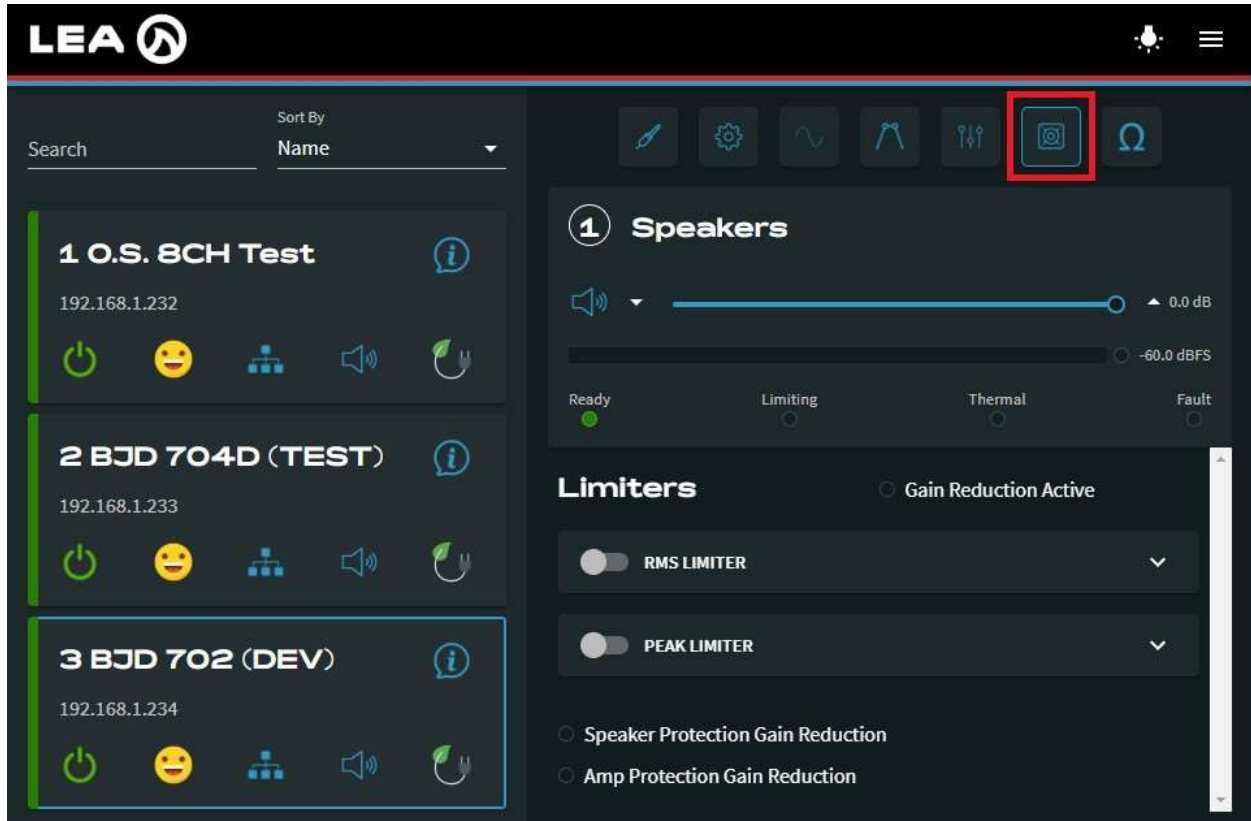 LEA
Search
Sort By
Name
1 O.S. 8CH Test
192.168.1.232
2 BJD 704D (TEST)
192.168.1.233
3 BJD 702 (DEV)
192.168.1.234
Ω
1 Speakers
0.0 dB
-60.0 dBFS
Ready Limiting Thermal Fault
Limiters Gain Reduction Active
RMS LIMITER
PEAK LIMITER
Speaker Protection Gain Reduction
Amp Protection Gain Reduction